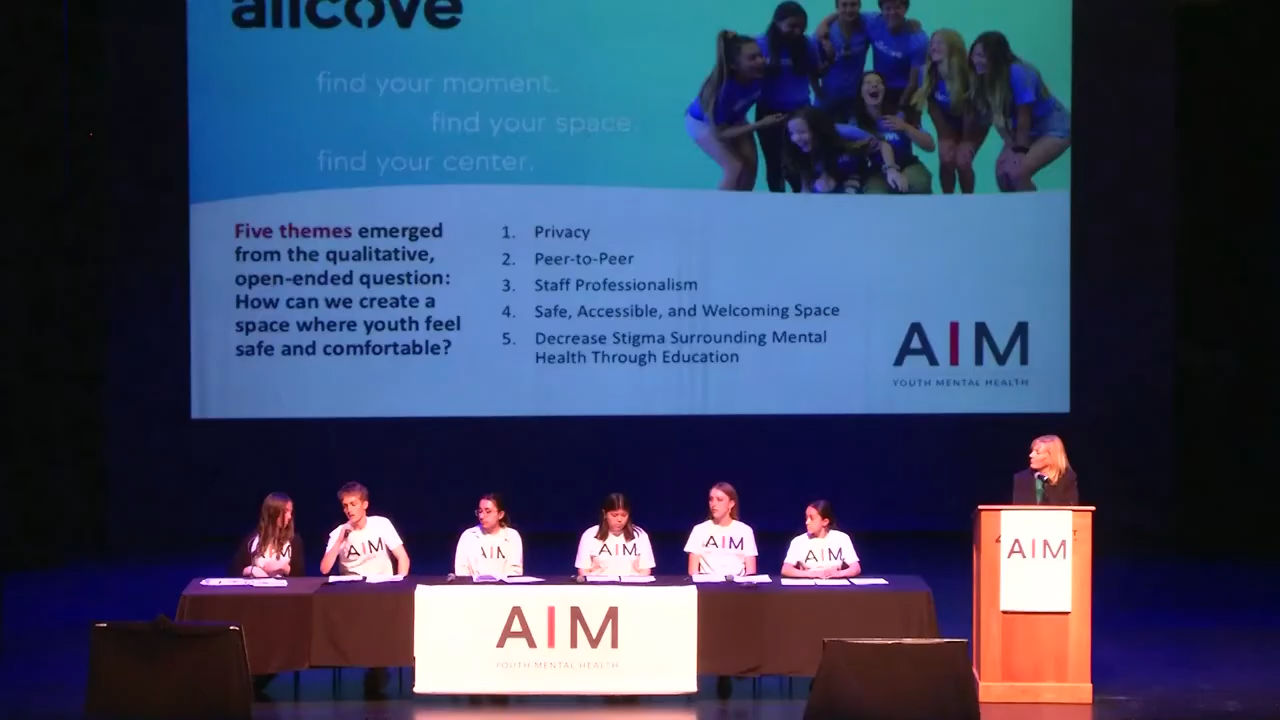 allcove
find your moment.
find your space.
find your center.
Five themes emerged
from the qualitative,
open-ended question:
How can we create a
space where youth feel
safe and comfortable?
1. Privacy
2. Peer-to-Peer
3. Staff Professionalism
4. Safe, Accessible, and Welcoming Space
5. Decrease Stigma Surrounding Mental
Health Through Education
AIM
YOUTH MENTAL HEALTH
AIM
AIM
AIM
AIM
AIM
AIM
AIM
AIM
YOUTH MENTAL HEALTH